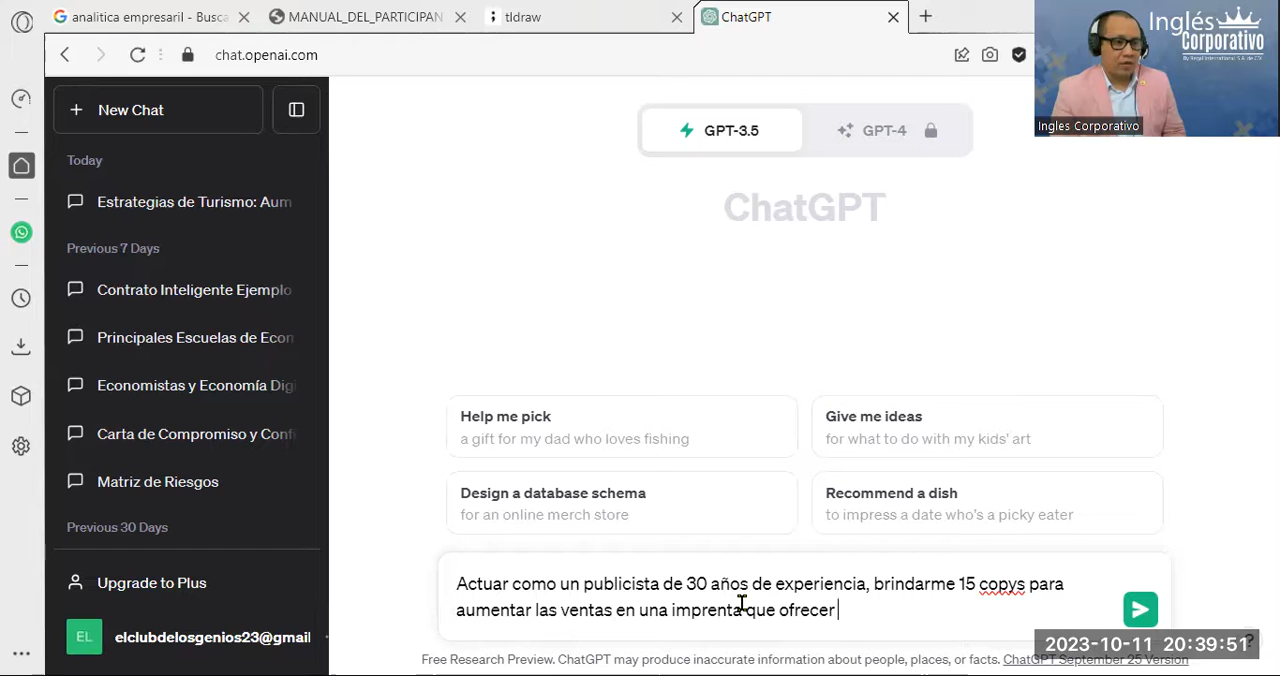 analitica empresaril - Busca
MANUAL_DEL_PARTICIPAN
tldraw
ChatGPT
Inglés
Corporativo
By Regal International S.A. de C.V.
chat.openai.com
Ingles Corporativo
New Chat
GPT-3.5
GPT-4
Today
ChatGPT
Estrategias de Turismo: Aum
Previous 7 Days
Contrato Inteligente Ejemplo
Principales Escuelas de Econ
Economistas y Economía Digi
Carta de Compromiso y Confi
Matriz de Riesgos
Previous 30 Days
Help me pick
a gift for my dad who loves fishing
Give me ideas
for what to do with my kids' art
Design a database schema
for an online merch store
Recommend a dish
to impress a date who's a picky eater
Upgrade to Plus
EL
elclubdelosgenios23@gmail
Actuar como un publicista de 30 años de experiencia, brindarme 15 copys para
aumentar las ventas en una imprenta que ofrecer
2023-10-11 20:39:51
Free Research Preview. ChatGPT may produce inaccurate information about people, places, or facts. ChatGPT September 25 Version